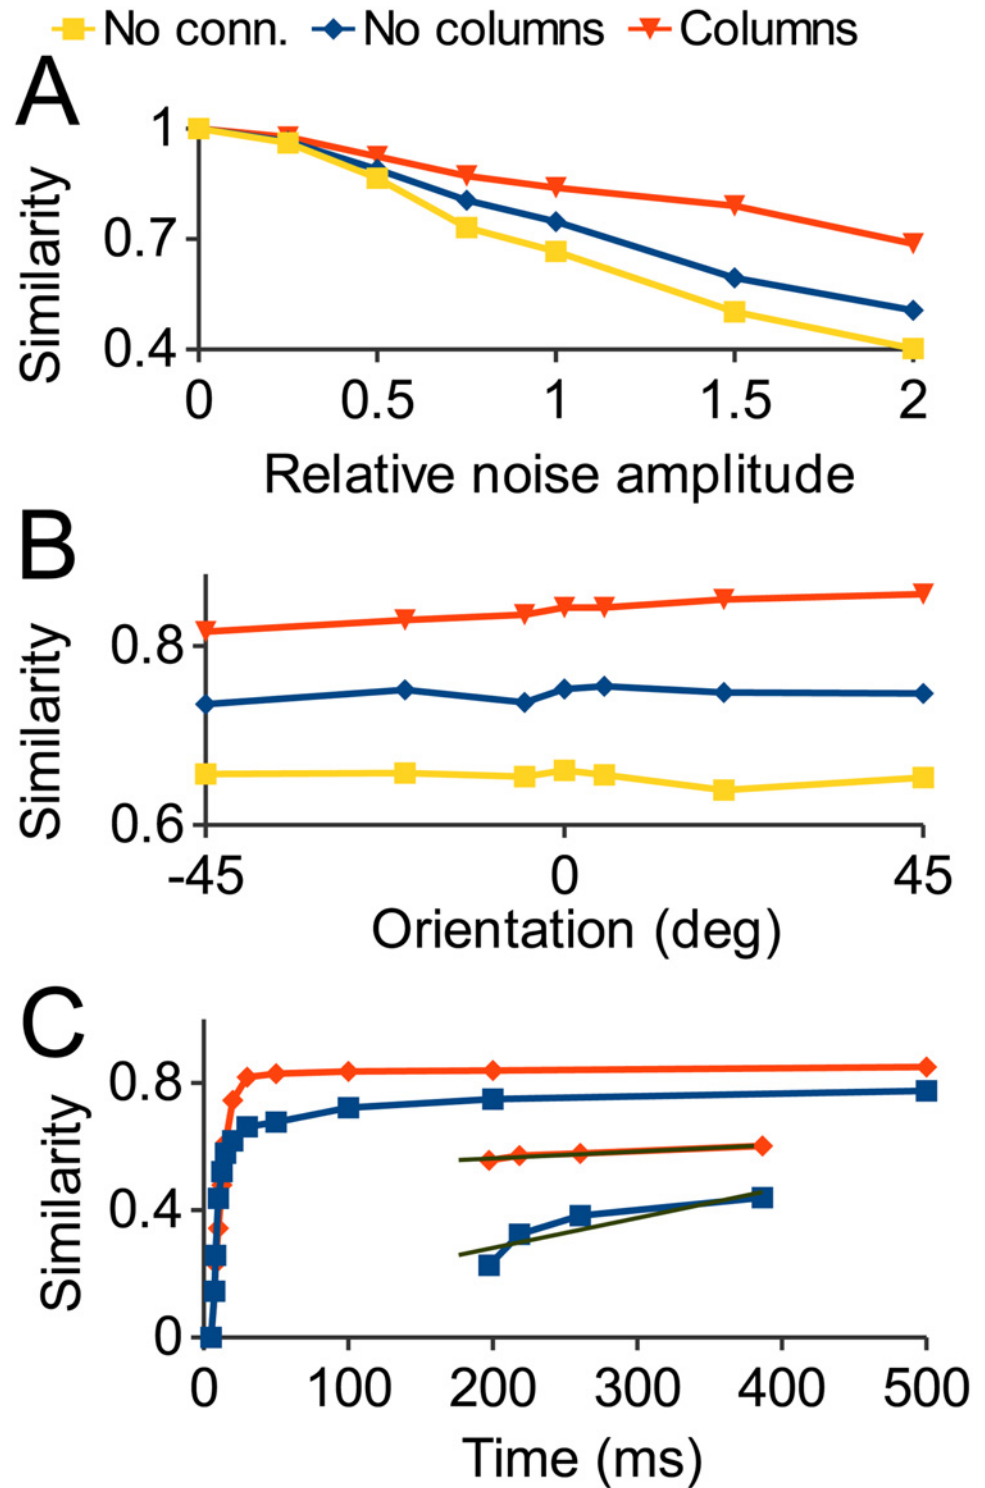 No conn. No columns Columns
A
Similarity
1
0.7
0.4
0 0.5 1 1.5 2
Relative noise amplitude
B
Similarity
0.8
0.6
-45 0 45
Orientation (deg)
C
Similarity
0.8
0.4
0
0 100 200 300 400 500
Time (ms)